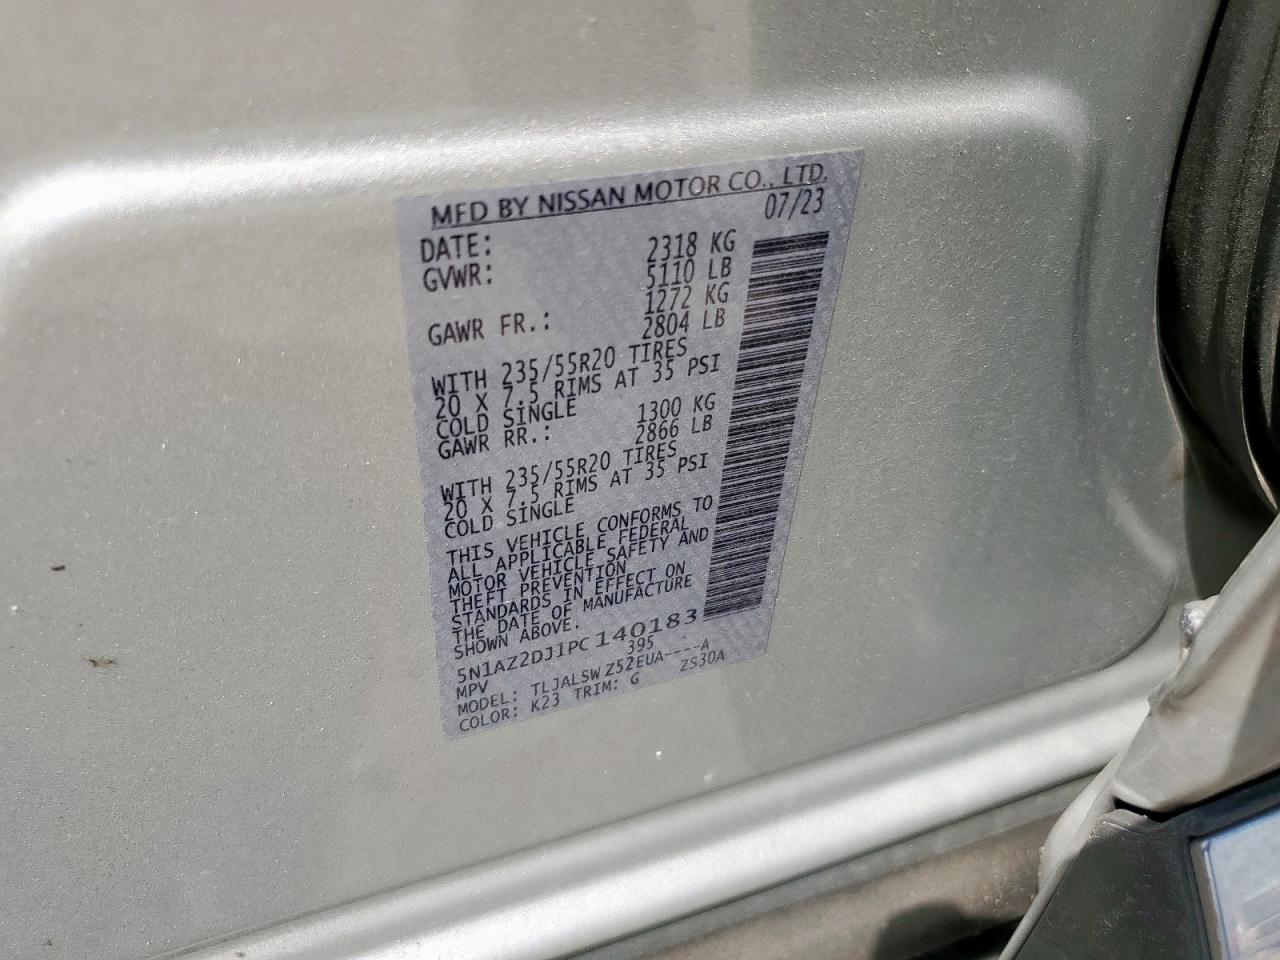 MFD BY NISSAN MOTOR CO., LTD.
DATE: 07/23
GVWR: 2318 KG
5110 LB
GAWR FR.: 1272 KG
2804 LB
WITH 235/55R20 TIRES
20 X 7.5 RIMS AT 35 PSI
COLD SINGLE
GAWR RR.: 1300 KG
2866 LB
WITH 235/55R20 TIRES
20 X 7.5 RIMS AT 35 PSI
COLD SINGLE
THIS VEHICLE CONFORMS TO
ALL APPLICABLE FEDERAL
MOTOR VEHICLE SAFETY AND
THEFT PREVENTION
STANDARDS IN EFFECT ON
THE DATE OF MANUFACTURE
SHOWN ABOVE.
5N1AZ2DJ1PC140183
MPV 395
MODEL: TLJALSWZ52EUA----A
COLOR: K23 TRIM: G ZS30A